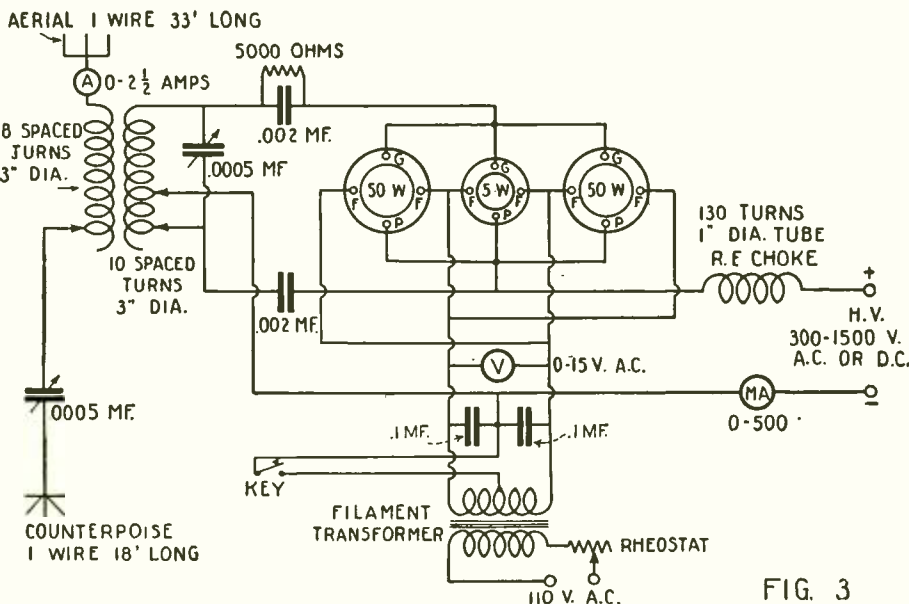 AERIAL 1 WIRE 33' LONG
A
0-2½ AMPS
5000 OHMS
.002 MF.
8 SPACED
TURNS
3" DIA.
.0005 MF
10 SPACED
TURNS
3" DIA.
.002 MF.
G
50 W
F
F
P
G
5 W
F
F
P
G
50 W
F
F
P
130 TURNS
1" DIA. TUBE
R.F. CHOKE
+
H.V.
300-1500 V.
A.C. OR D.C.
−
V
0-15 V. A.C.
MA
0-500
.0005 MF.
.1 MF.
.1 MF.
KEY
FILAMENT
TRANSFORMER
RHEOSTAT
110 V. A.C.
COUNTERPOISE
1 WIRE 18' LONG
FIG. 3